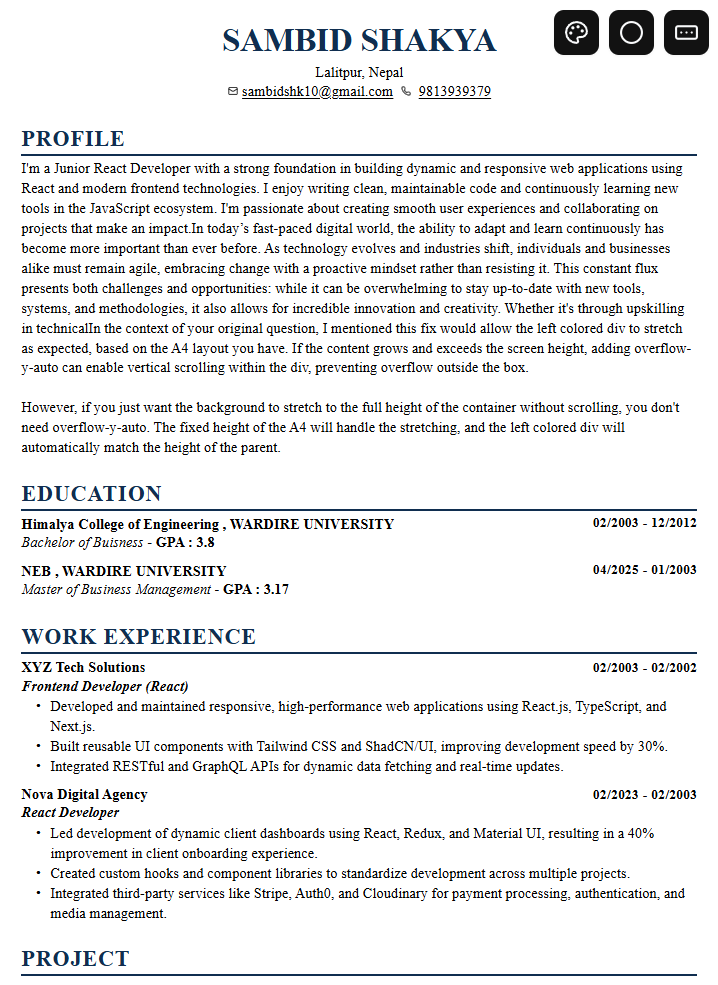 SAMBID SHAKYA
Lalitpur, Nepal
sambidshk10@gmail.com 9813939379
PROFILE
I'm a Junior React Developer with a strong foundation in building dynamic and responsive web applications using
React and modern frontend technologies. I enjoy writing clean, maintainable code and continuously learning new
tools in the JavaScript ecosystem. I'm passionate about creating smooth user experiences and collaborating on
projects that make an impact.In today’s fast-paced digital world, the ability to adapt and learn continuously has
become more important than ever before. As technology evolves and industries shift, individuals and businesses
alike must remain agile, embracing change with a proactive mindset rather than resisting it. This constant flux
presents both challenges and opportunities: while it can be overwhelming to stay up-to-date with new tools,
systems, and methodologies, it also allows for incredible innovation and creativity. Whether it's through upskilling
in technicalIn the context of your original question, I mentioned this fix would allow the left colored div to stretch
as expected, based on the A4 layout you have. If the content grows and exceeds the screen height, adding overflow-
y-auto can enable vertical scrolling within the div, preventing overflow outside the box.
However, if you just want the background to stretch to the full height of the container without scrolling, you don't
need overflow-y-auto. The fixed height of the A4 will handle the stretching, and the left colored div will
automatically match the height of the parent.
EDUCATION
Himalya College of Engineering , WARDIRE UNIVERSITY 02/2003 - 12/2012
Bachelor of Buisness - GPA : 3.8
NEB , WARDIRE UNIVERSITY 04/2025 - 01/2003
Master of Business Management - GPA : 3.17
WORK EXPERIENCE
XYZ Tech Solutions 02/2003 - 02/2002
Frontend Developer (React)
• Developed and maintained responsive, high-performance web applications using React.js, TypeScript, and
Next.js.
• Built reusable UI components with Tailwind CSS and ShadCN/UI, improving development speed by 30%.
• Integrated RESTful and GraphQL APIs for dynamic data fetching and real-time updates.
Nova Digital Agency 02/2023 - 02/2003
React Developer
• Led development of dynamic client dashboards using React, Redux, and Material UI, resulting in a 40%
improvement in client onboarding experience.
• Created custom hooks and component libraries to standardize development across multiple projects.
• Integrated third-party services like Stripe, Auth0, and Cloudinary for payment processing, authentication, and
media management.
PROJECT